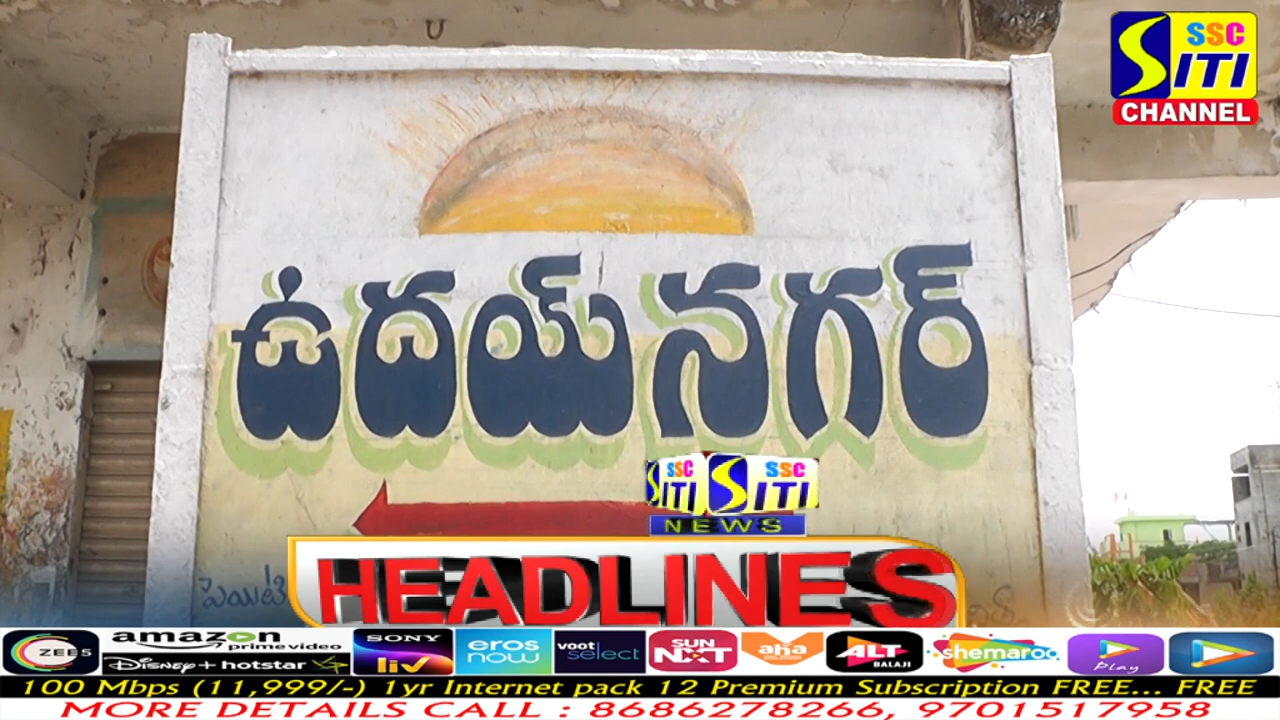 SSC
SITI
CHANNEL
ఉదయ్ నగర్
SSC SSC
SITI SITI
NEWS
HEADLINES
పెయిట
ZEE5
amazon
prime video
Disney+ hotstar
SONY
liv
eros
now
voot
select
SUN
NXT
aha
ALT
BALAJI
shemaroo
Play
100 Mbps (11,999/-) 1yr Internet pack 12 Premium Subscription FREE... FREE
MORE DETAILS CALL : 8686278266, 9701517958